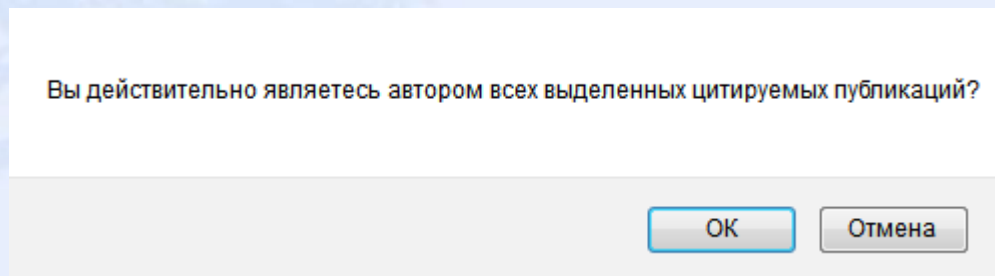 Вы действительно являетесь автором всех выделенных цитируемых публикаций?
ОК
Отмена